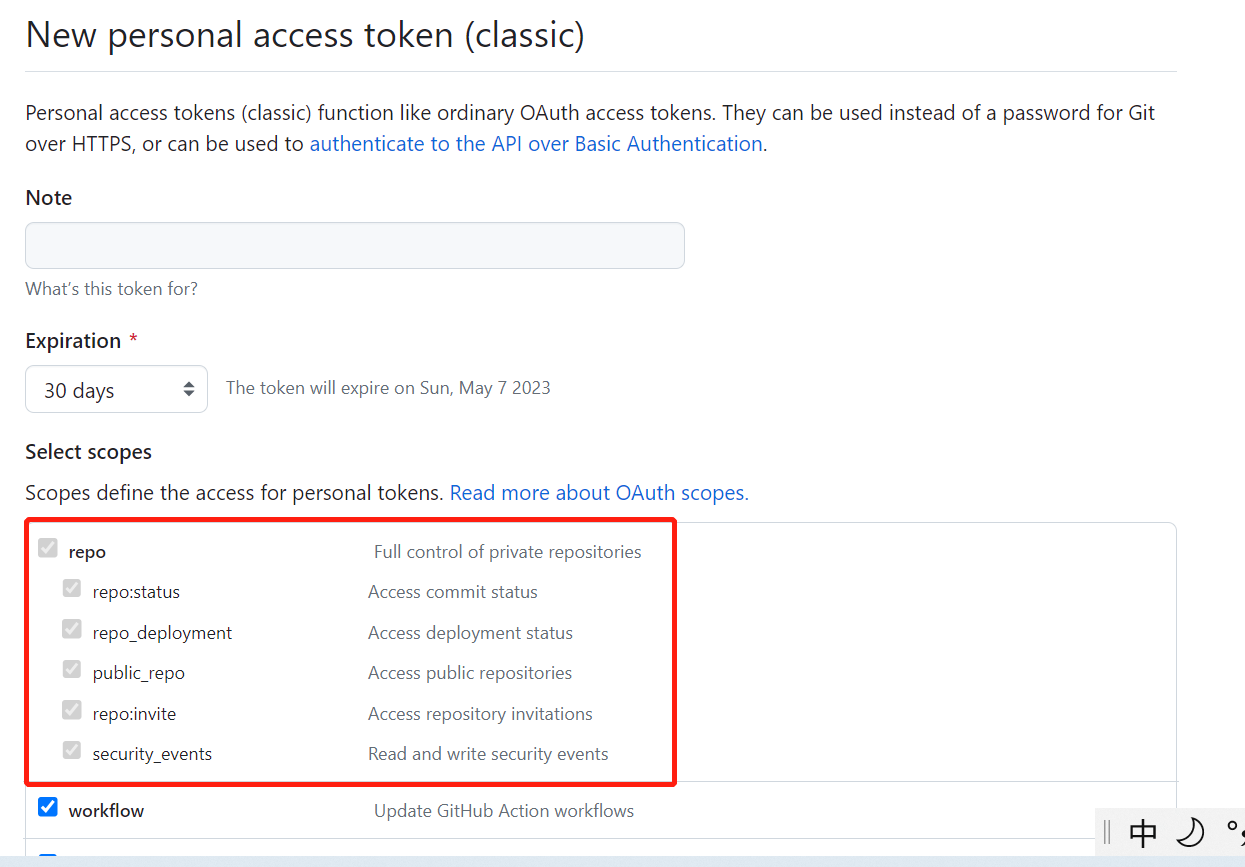 New personal access token (classic)
Personal access tokens (classic) function like ordinary OAuth access tokens. They can be used instead of a password for Git
over HTTPS, or can be used to authenticate to the API over Basic Authentication.
Note
What's this token for?
Expiration *
30 days The token will expire on Sun, May 7 2023
Select scopes
Scopes define the access for personal tokens. Read more about OAuth scopes.
repo Full control of private repositories
repo:status Access commit status
repo_deployment Access deployment status
public_repo Access public repositories
repo:invite Access repository invitations
security_events Read and write security events
workflow Update GitHub Action workflows
中